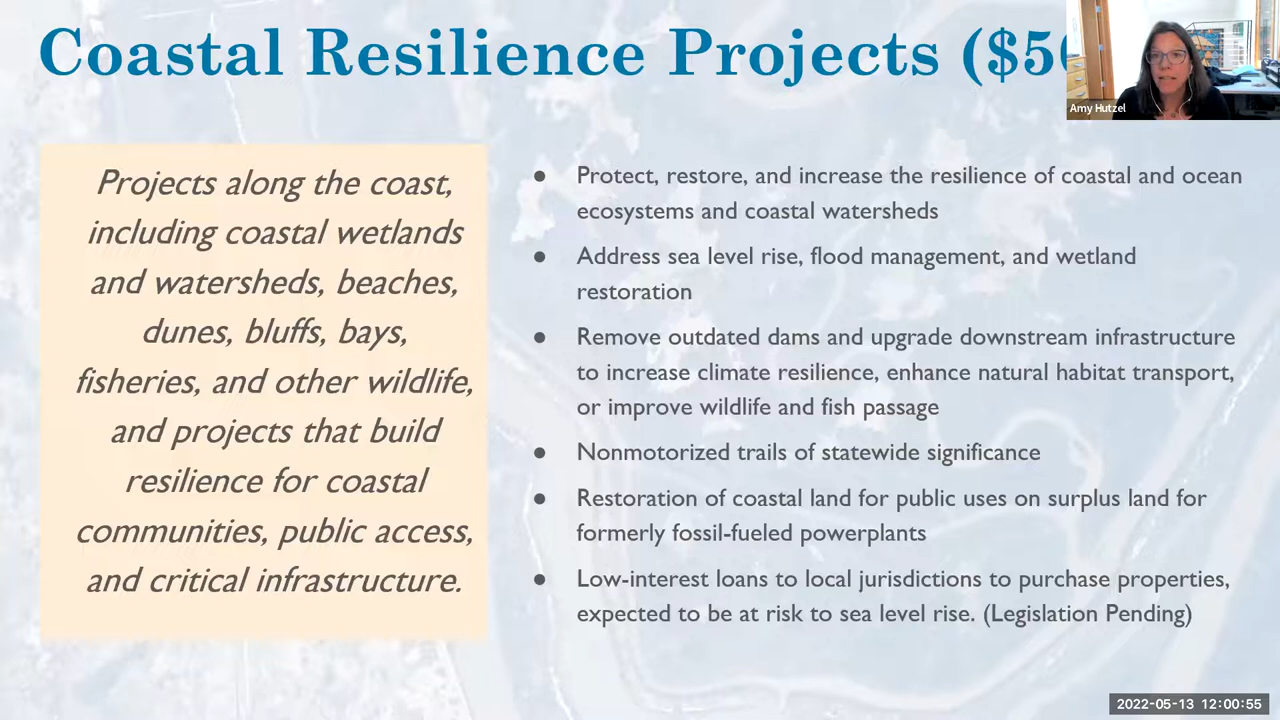 Coastal Resilience Projects ($50
Amy Hutzel
Projects along the coast,
including coastal wetlands
and watersheds, beaches,
dunes, bluffs, bays,
fisheries, and other wildlife,
and projects that build
resilience for coastal
communities, public access,
and critical infrastructure.
● Protect, restore, and increase the resilience of coastal and ocean
ecosystems and coastal watersheds
● Address sea level rise, flood management, and wetland
restoration
● Remove outdated dams and upgrade downstream infrastructure
to increase climate resilience, enhance natural habitat transport,
or improve wildlife and fish passage
● Nonmotorized trails of statewide significance
● Restoration of coastal land for public uses on surplus land for
formerly fossil-fueled powerplants
● Low-interest loans to local jurisdictions to purchase properties,
expected to be at risk to sea level rise. (Legislation Pending)
2022-05-13 12:00:55